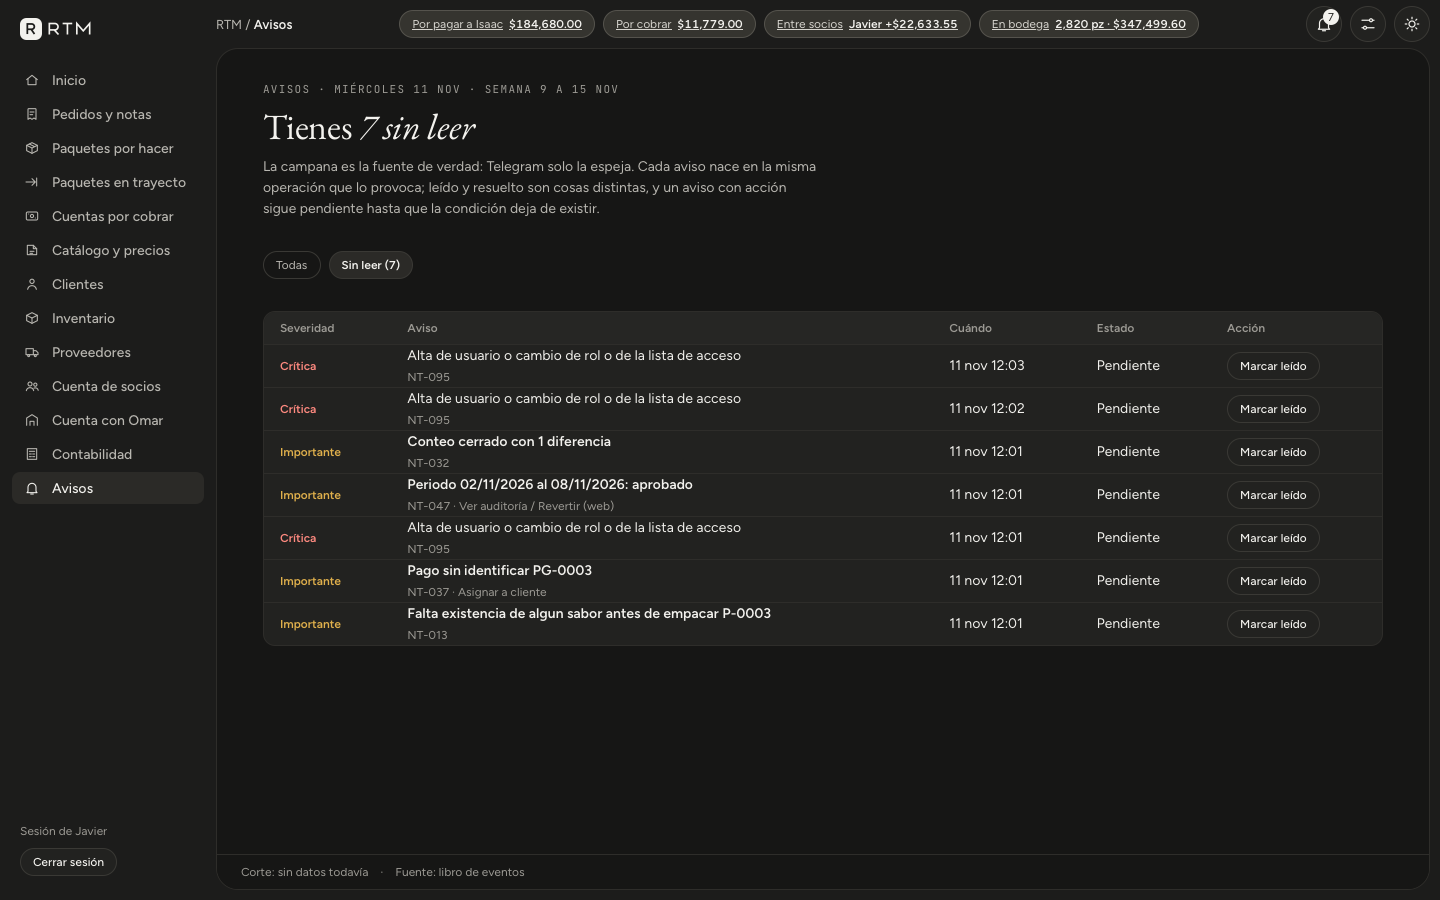 R RTM
RTM / Avisos
Por pagar a Isaac $184,680.00
Por cobrar $11,779.00
Entre socios Javier +$22,633.55
En bodega 2,820 pz · $347,499.60
7
Inicio
Pedidos y notas
Paquetes por hacer
Paquetes en trayecto
Cuentas por cobrar
Catálogo y precios
Clientes
Inventario
Proveedores
Cuenta de socios
Cuenta con Omar
Contabilidad
Avisos
Sesión de Javier
Cerrar sesión
AVISOS · MIÉRCOLES 11 NOV · SEMANA 9 A 15 NOV
Tienes 7 sin leer
La campana es la fuente de verdad: Telegram solo la espeja. Cada aviso nace en la misma
operación que lo provoca; leído y resuelto son cosas distintas, y un aviso con acción
sigue pendiente hasta que la condición deja de existir.
Todas
Sin leer (7)
Severidad Aviso Cuándo Estado Acción
Crítica Alta de usuario o cambio de rol o de la lista de acceso 11 nov 12:03 Pendiente Marcar leído
NT-095
Crítica Alta de usuario o cambio de rol o de la lista de acceso 11 nov 12:02 Pendiente Marcar leído
NT-095
Importante Conteo cerrado con 1 diferencia 11 nov 12:01 Pendiente Marcar leído
NT-032
Importante Periodo 02/11/2026 al 08/11/2026: aprobado 11 nov 12:01 Pendiente Marcar leído
NT-047 · Ver auditoría / Revertir (web)
Crítica Alta de usuario o cambio de rol o de la lista de acceso 11 nov 12:01 Pendiente Marcar leído
NT-095
Importante Pago sin identificar PG-0003 11 nov 12:01 Pendiente Marcar leído
NT-037 · Asignar a cliente
Importante Falta existencia de algun sabor antes de empacar P-0003 11 nov 12:01 Pendiente Marcar leído
NT-013
Corte: sin datos todavía · Fuente: libro de eventos